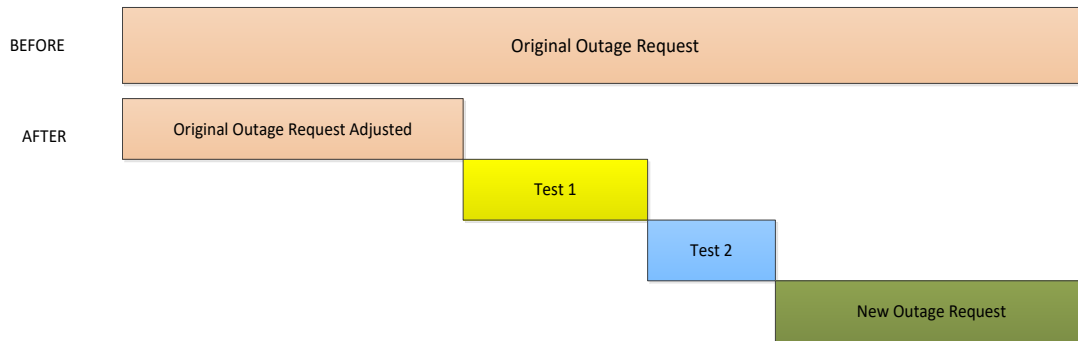 BEFORE
Original Outage Request
AFTER
Original Outage Request Adjusted
Test 1
Test 2
New Outage Request